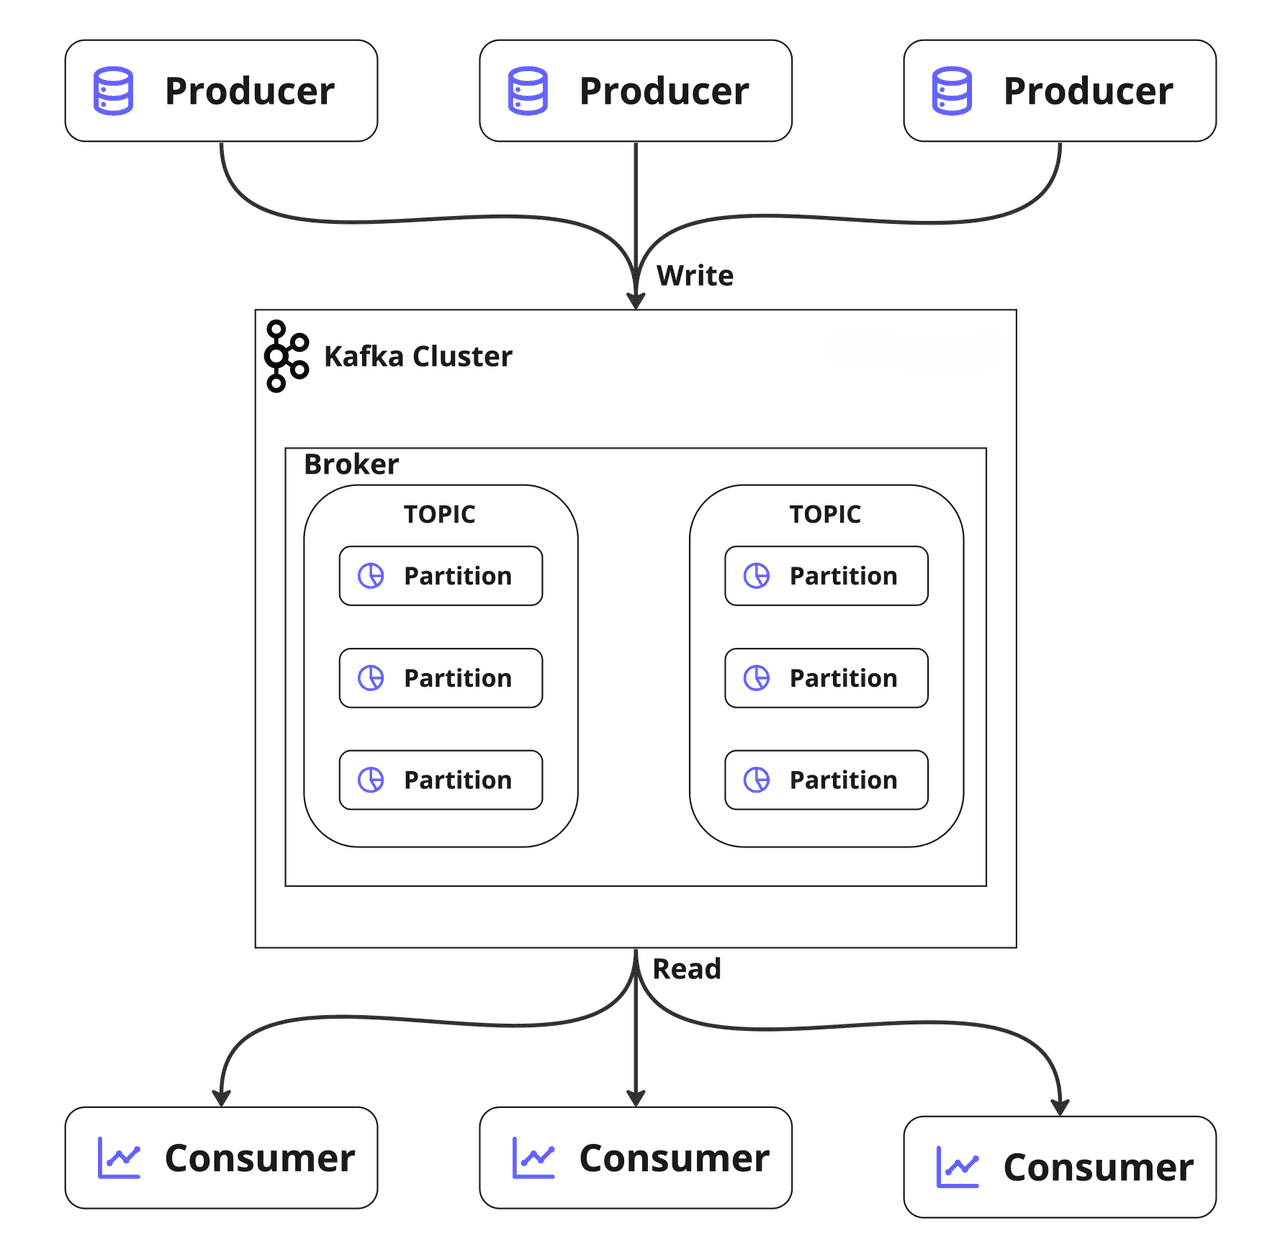 Producer
Producer
Producer
Write
Kafka Cluster
Broker
TOPIC
Partition
Partition
Partition
TOPIC
Partition
Partition
Partition
Read
Consumer
Consumer
Consumer